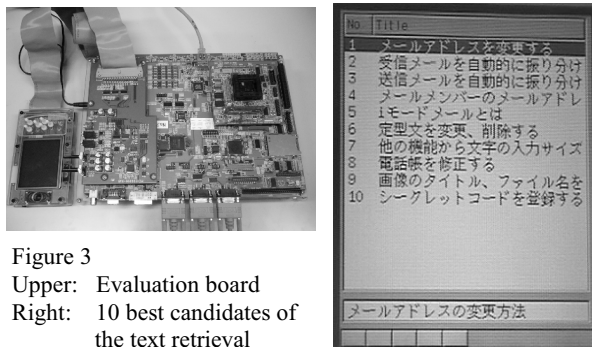 No Title
1 メールアドレスを変更する
2 受信メールを自動的に振り分け
3 送信メールを自動的に振り分け
4 メールメンバーのメールアドレ
5 iモードメールとは
6 定型文を変更、削除する
7 他の機能から文字の入力サイズ
8 電話帳を修正する
9 画像のタイトル、ファイル名を
10 シークレットコードを登録する
メールアドレスの変更方法
Figure 3
Upper: Evaluation board
Right: 10 best candidates of
the text retrieval